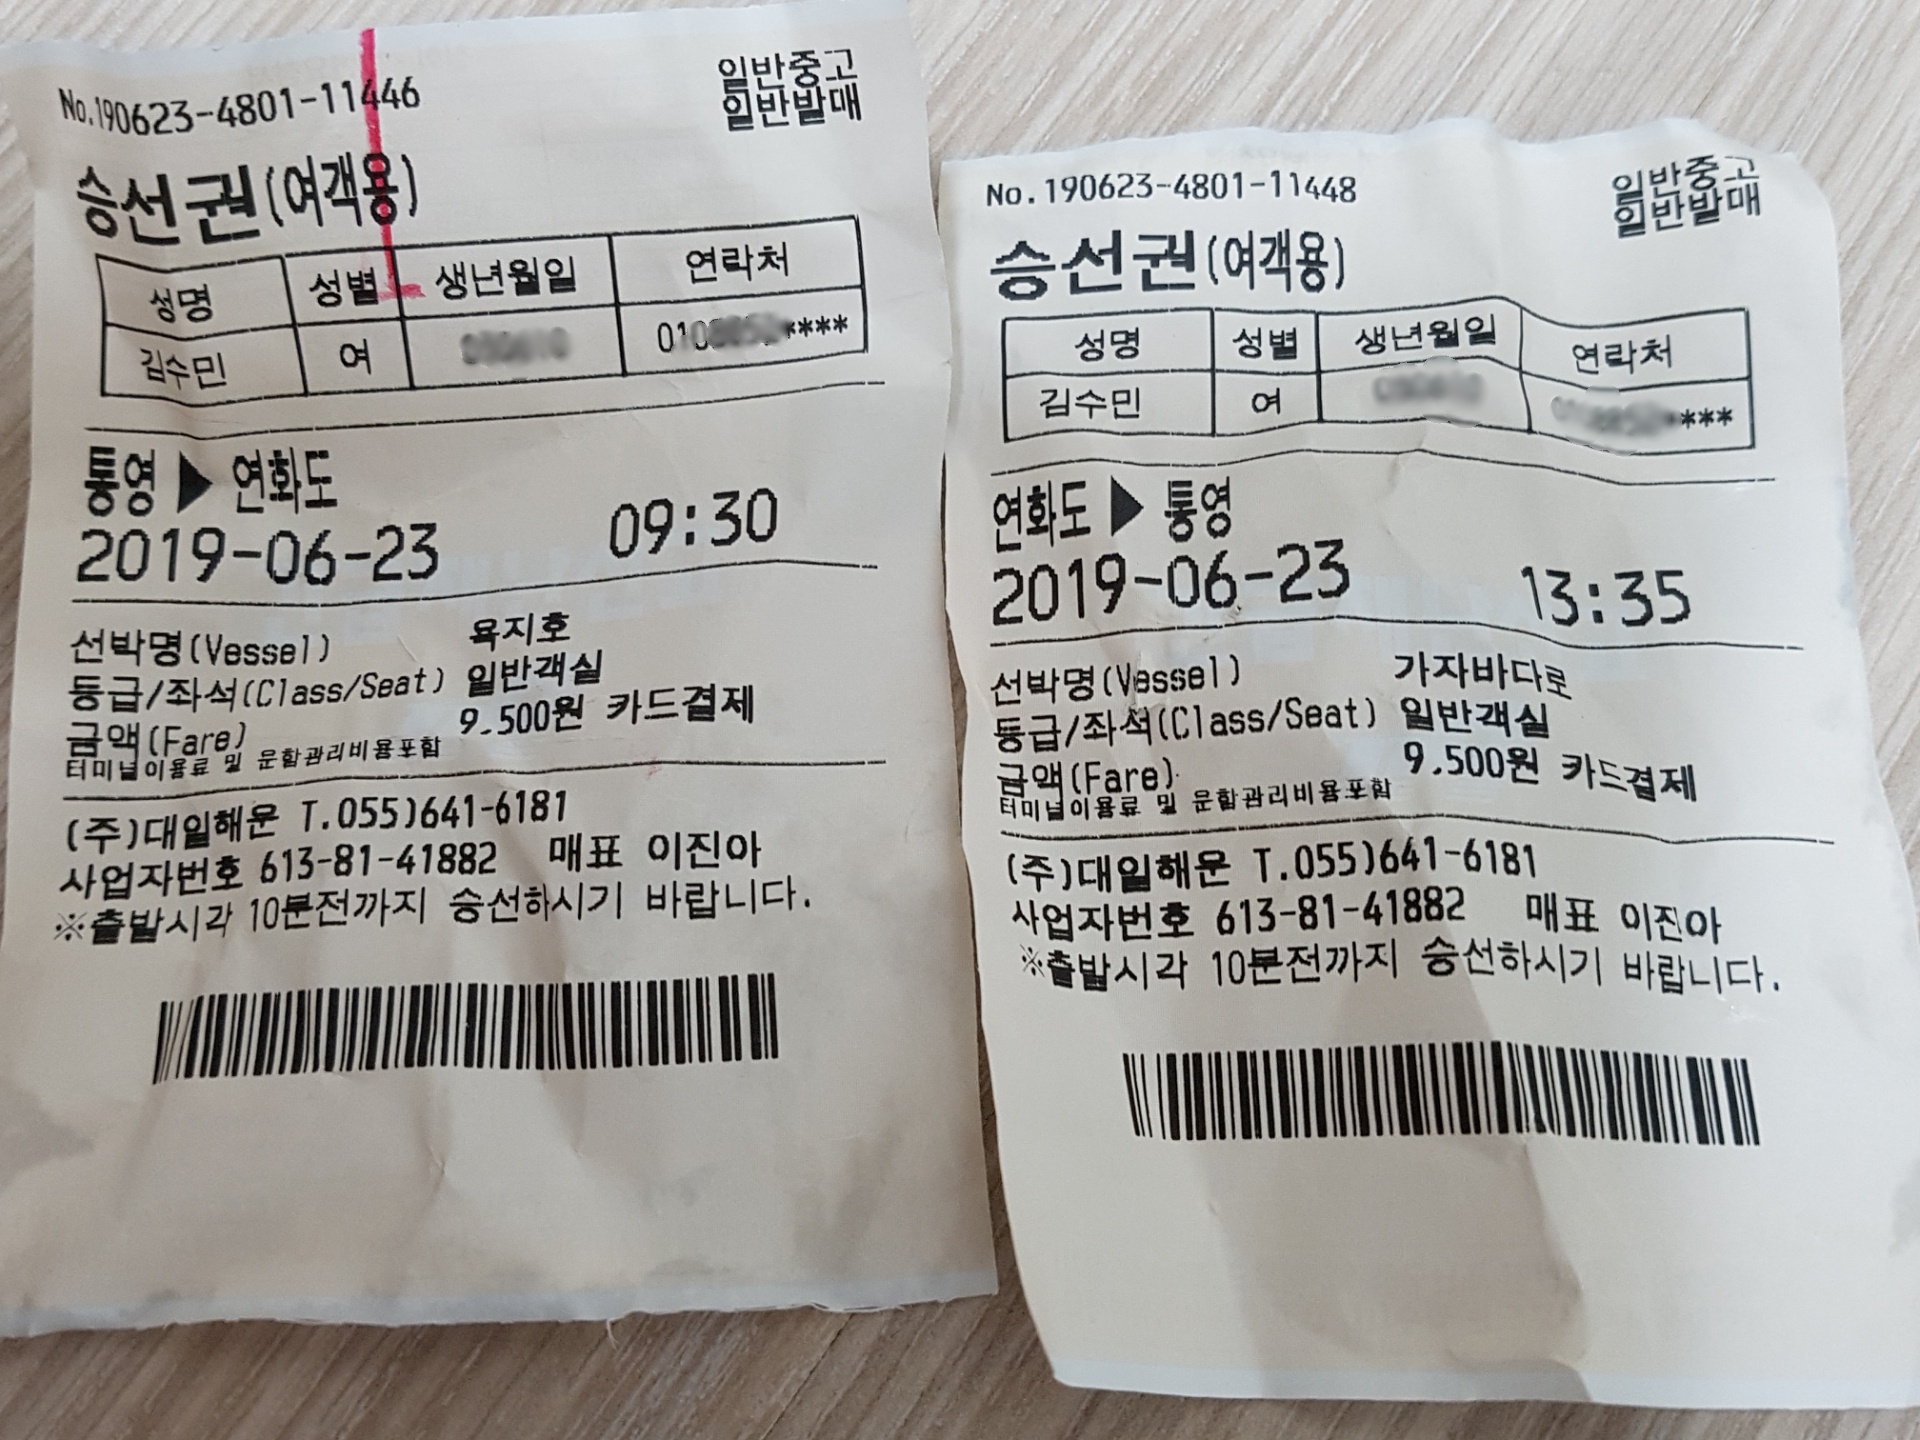 No.190623-4801-11446
일반중고
일반발매
승선권(여객용)
성명 성별 생년월일 연락처
김수민 여 ****
통영 ▶ 연화도
2019-06-23 09:30
선박명(Vessel) 욕지호
등급/좌석(Class/Seat) 일반객실
금액(Fare) 9.500원 카드결제
터미널이용료 및 운항관리비용포함
(주)대일해운 T.055)641-6181
사업자번호 613-81-41882 매표 이진아
※출발시각 10분전까지 승선하시기 바랍니다.
No.190623-4801-11448
일반중고
일반발매
승선권(여객용)
성명 성별 생년월일 연락처
김수민 여 ****
연화도 ▶ 통영
2019-06-23 13:35
선박명(Vessel) 가자바다로
등급/좌석(Class/Seat) 일반객실
금액(Fare) 9.500원 카드결제
터미널이용료 및 운항관리비용포함
(주)대일해운 T.055)641-6181
사업자번호 613-81-41882 매표 이진아
※출발시각 10분전까지 승선하시기 바랍니다.